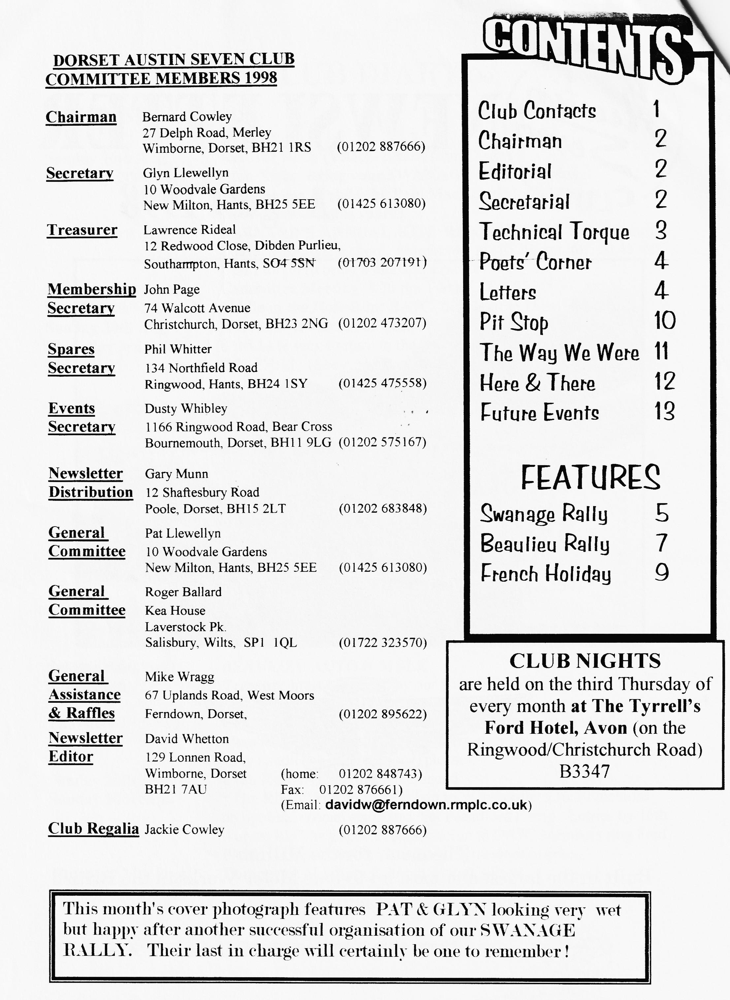 DORSET AUSTIN SEVEN CLUB
COMMITTEE MEMBERS 1998
Chairman Bernard Cowley
27 Delph Road, Merley
Wimborne, Dorset, BH21 1RS (01202 887666)
Secretary Glyn Llewellyn
10 Woodvale Gardens
New Milton, Hants, BH25 5EE (01425 613080)
Treasurer Lawrence Rideal
12 Redwood Close, Dibden Purlieu,
Southampton, Hants, SO4 5SN (01703 207191)
Membership John Page
Secretary 74 Walcott Avenue
Christchurch, Dorset, BH23 2NG (01202 473207)
Spares Phil Whitter
Secretary 134 Northfield Road
Ringwood, Hants, BH24 1SY (01425 475558)
Events Dusty Whibley
Secretary 1166 Ringwood Road, Bear Cross
Bournemouth, Dorset, BH11 9LG (01202 575167)
Newsletter Gary Munn
Distribution 12 Shaftesbury Road
Poole, Dorset, BH15 2LT (01202 683848)
General Pat Llewellyn
Committee 10 Woodvale Gardens
New Milton, Hants, BH25 5EE (01425 613080)
General Roger Ballard
Committee Kea House
Laverstock Pk.
Salisbury, Wilts, SP1 1QL (01722 323570)
General Mike Wragg
Assistance 67 Uplands Road, West Moors
& Raffles Ferndown, Dorset, (01202 895622)
Newsletter David Whetton
Editor 129 Lonnen Road,
Wimborne, Dorset (home: 01202 848743)
BH21 7AU Fax: 01202 876661)
(Email: davidw@ferndown.rmplc.co.uk)
Club Regalia Jackie Cowley (01202 887666)
CONTENTS
Club Contacts 1
Chairman 2
Editorial 2
Secretarial 2
Technical Torque 3
Poets' Corner 4
Letters 4
Pit Stop 10
The Way We Were 11
Here & There 12
Future Events 13
FEATURES
Swanage Rally 5
Beaulieu Rally 7
French Holiday 9
CLUB NIGHTS
are held on the third Thursday of
every month at The Tyrrell's
Ford Hotel, Avon (on the
Ringwood/Christchurch Road)
B3347
This month's cover photograph features PAT & GLYN looking very wet
but happy after another successful organisation of our SWANAGE
RALLY. Their last in charge will certainly be one to remember !